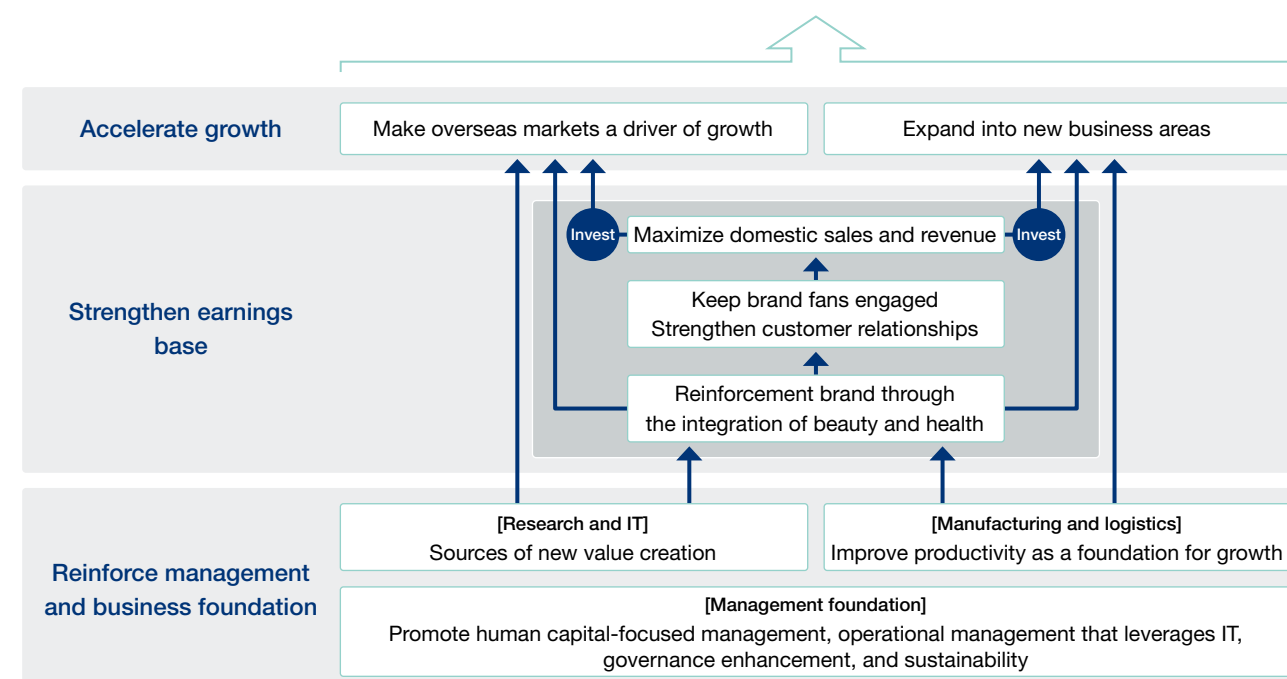 Accelerate growth
Make overseas markets a driver of growth
Expand into new business areas
Strengthen earnings
base
Invest
Maximize domestic sales and revenue
Invest
Keep brand fans engaged
Strengthen customer relationships
Reinforcement brand through
the integration of beauty and health
Reinforce management
and business foundation
[Research and IT]
Sources of new value creation
[Manufacturing and logistics]
Improve productivity as a foundation for growth
[Management foundation]
Promote human capital-focused management, operational management that leverages IT,
governance enhancement, and sustainability